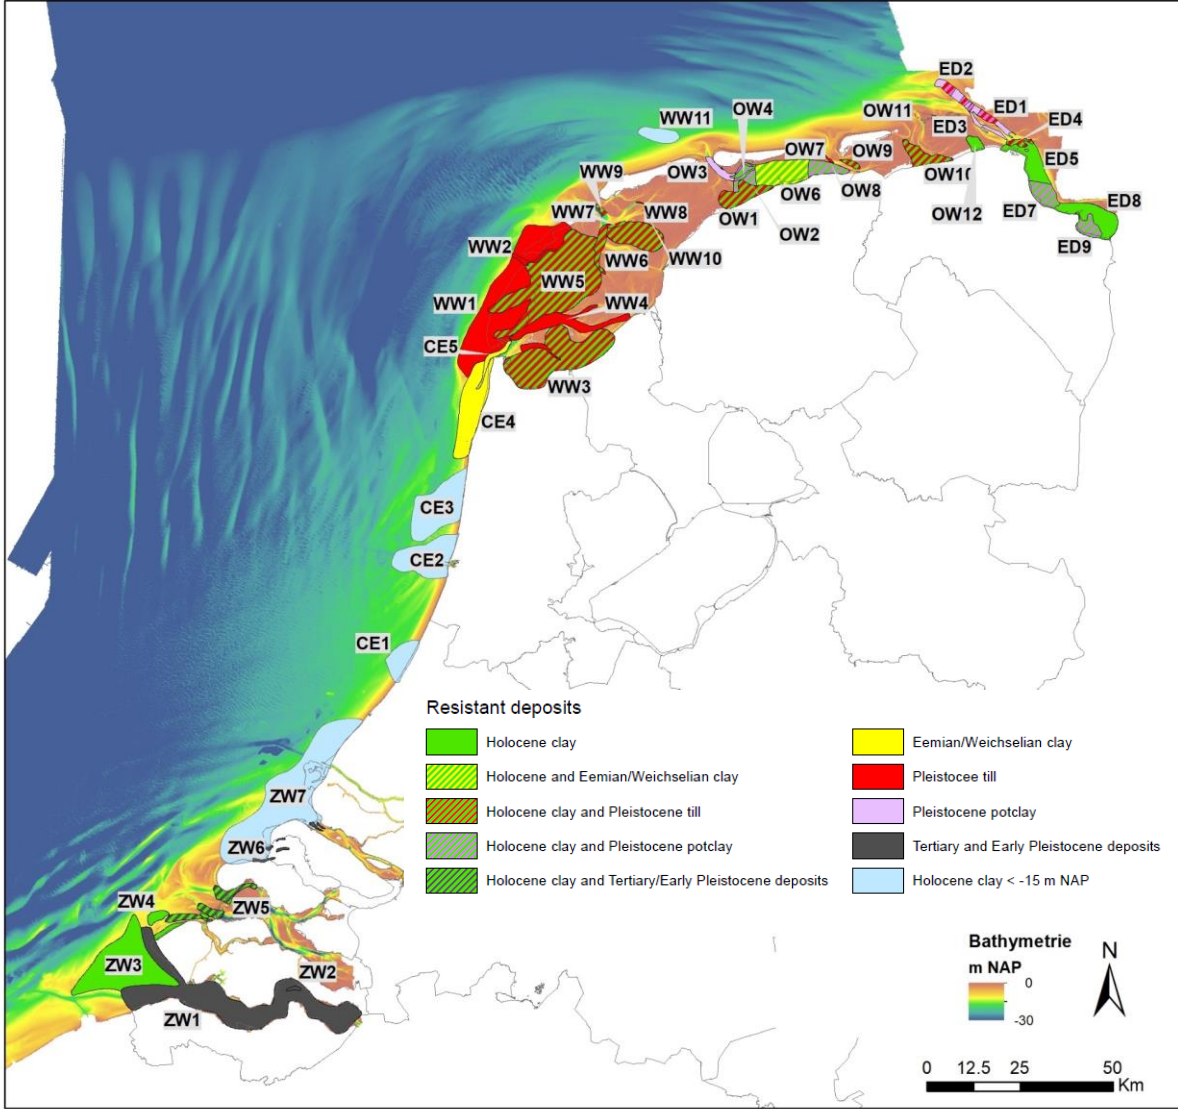 ED2
OW4
OW11
ED1
WW11
ED3
ED4
OW7
OW9
ED5
OW3
WW9
OW10
OW8
OW6
ED7
ED8
WW7
WW8
OW1
OW12
OW2
ED9
WW2
WW6
WW10
WW5
WW1
WW4
CE5
WW3
CE4
CE3
CE2
CE1
Resistant deposits
Holocene clay
Eemian/Weichselian clay
Holocene and Eemian/Weichselian clay
Pleistocee till
Holocene clay and Pleistocene till
Pleistocene potclay
Holocene clay and Pleistocene potclay
Tertiary and Early Pleistocene deposits
Holocene clay and Tertiary/Early Pleistocene deposits
Holocene clay < -15 m NAP
ZW7
ZW6
ZW4
ZW5
ZW3
ZW2
ZW1
Bathymetrie
m NAP
0
-30
N
0 12.5 25 50
Km